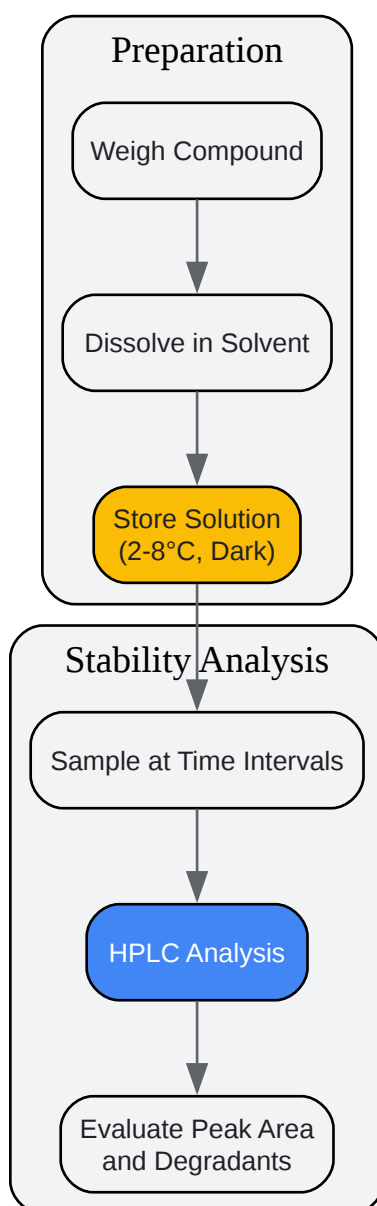 Preparation
Weigh Compound
Dissolve in Solvent
Store Solution
(2-8°C, Dark)
Stability Analysis
Sample at Time Intervals
HPLC Analysis
Evaluate Peak Area
and Degradants